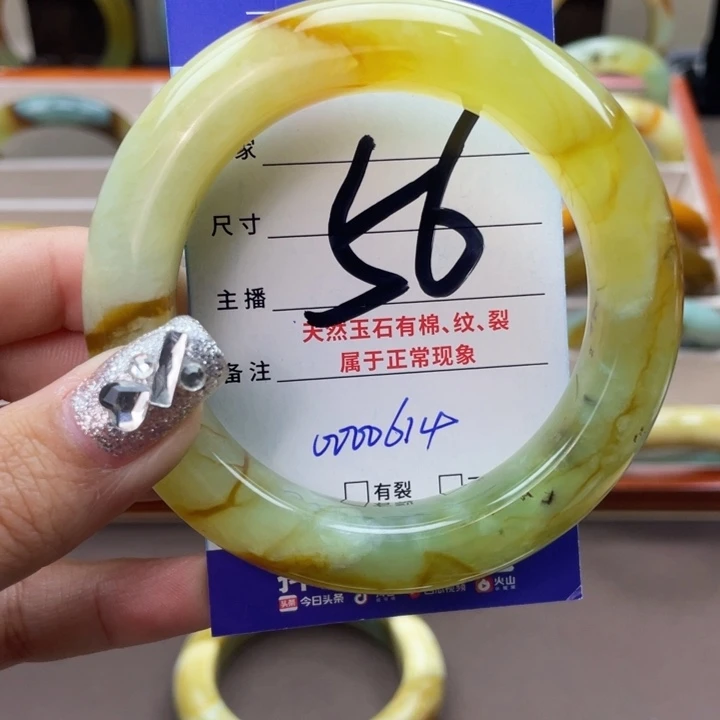 家
尺寸
56
主播
天然玉石有棉、纹、裂
属于正常现象
备注
0000614
有裂
今日头条
火山